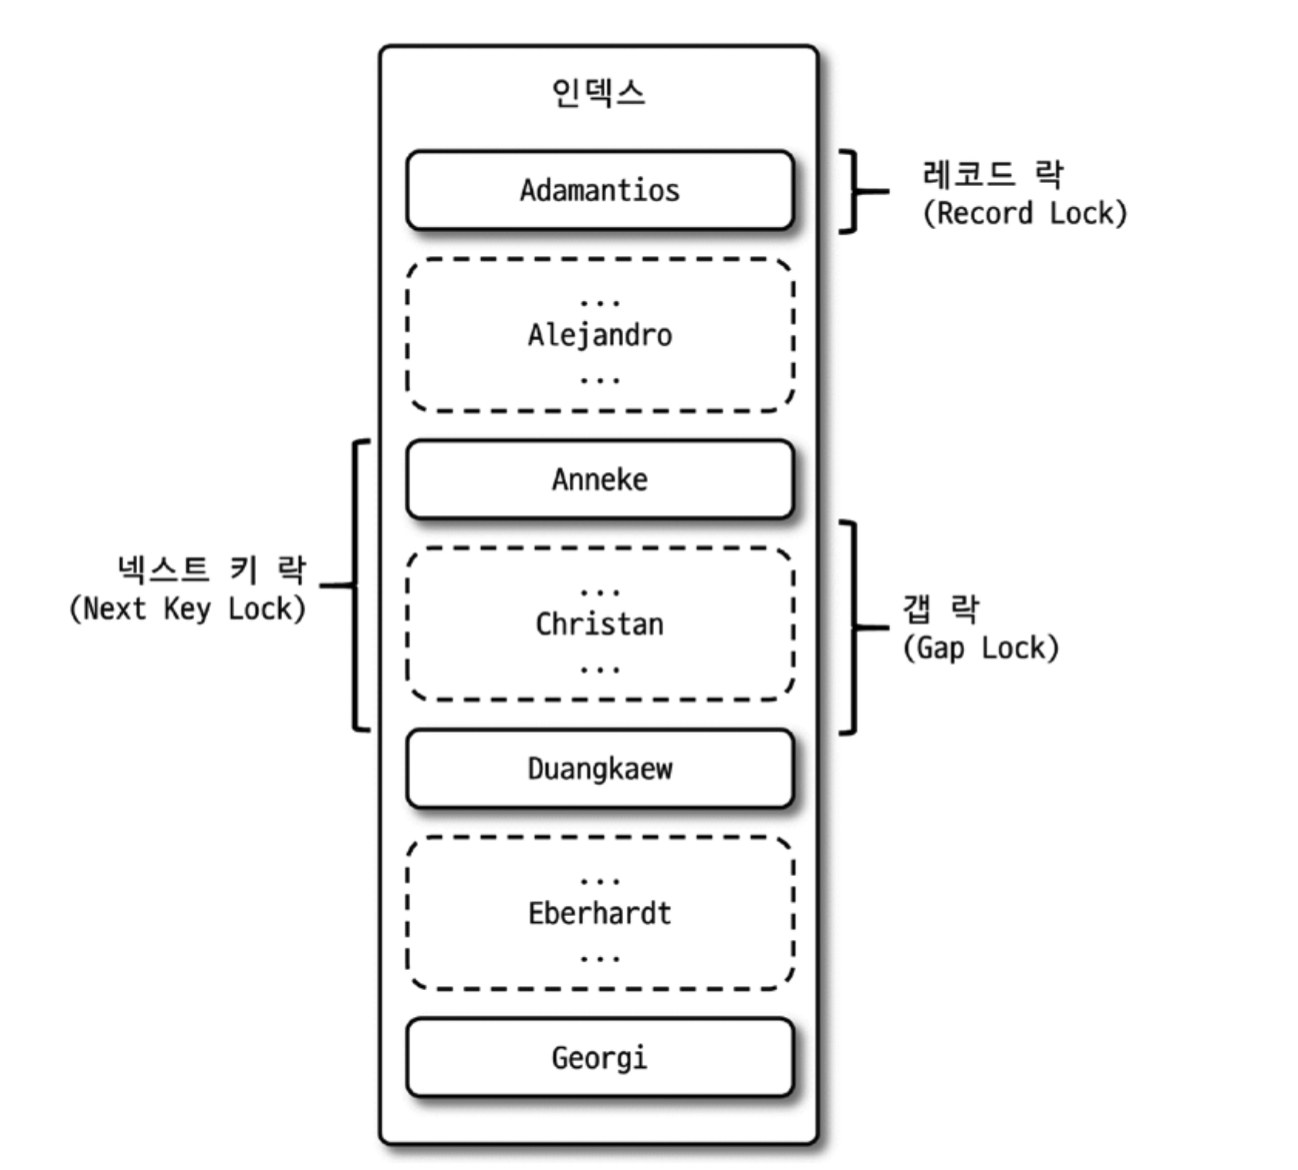 인덱스
Adamantios
레코드 락
(Record Lock)
...
Alejandro
...
Anneke
넥스트 키 락
(Next Key Lock)
...
Christan
...
갭 락
(Gap Lock)
Duangkaew
...
Eberhardt
...
Georgi